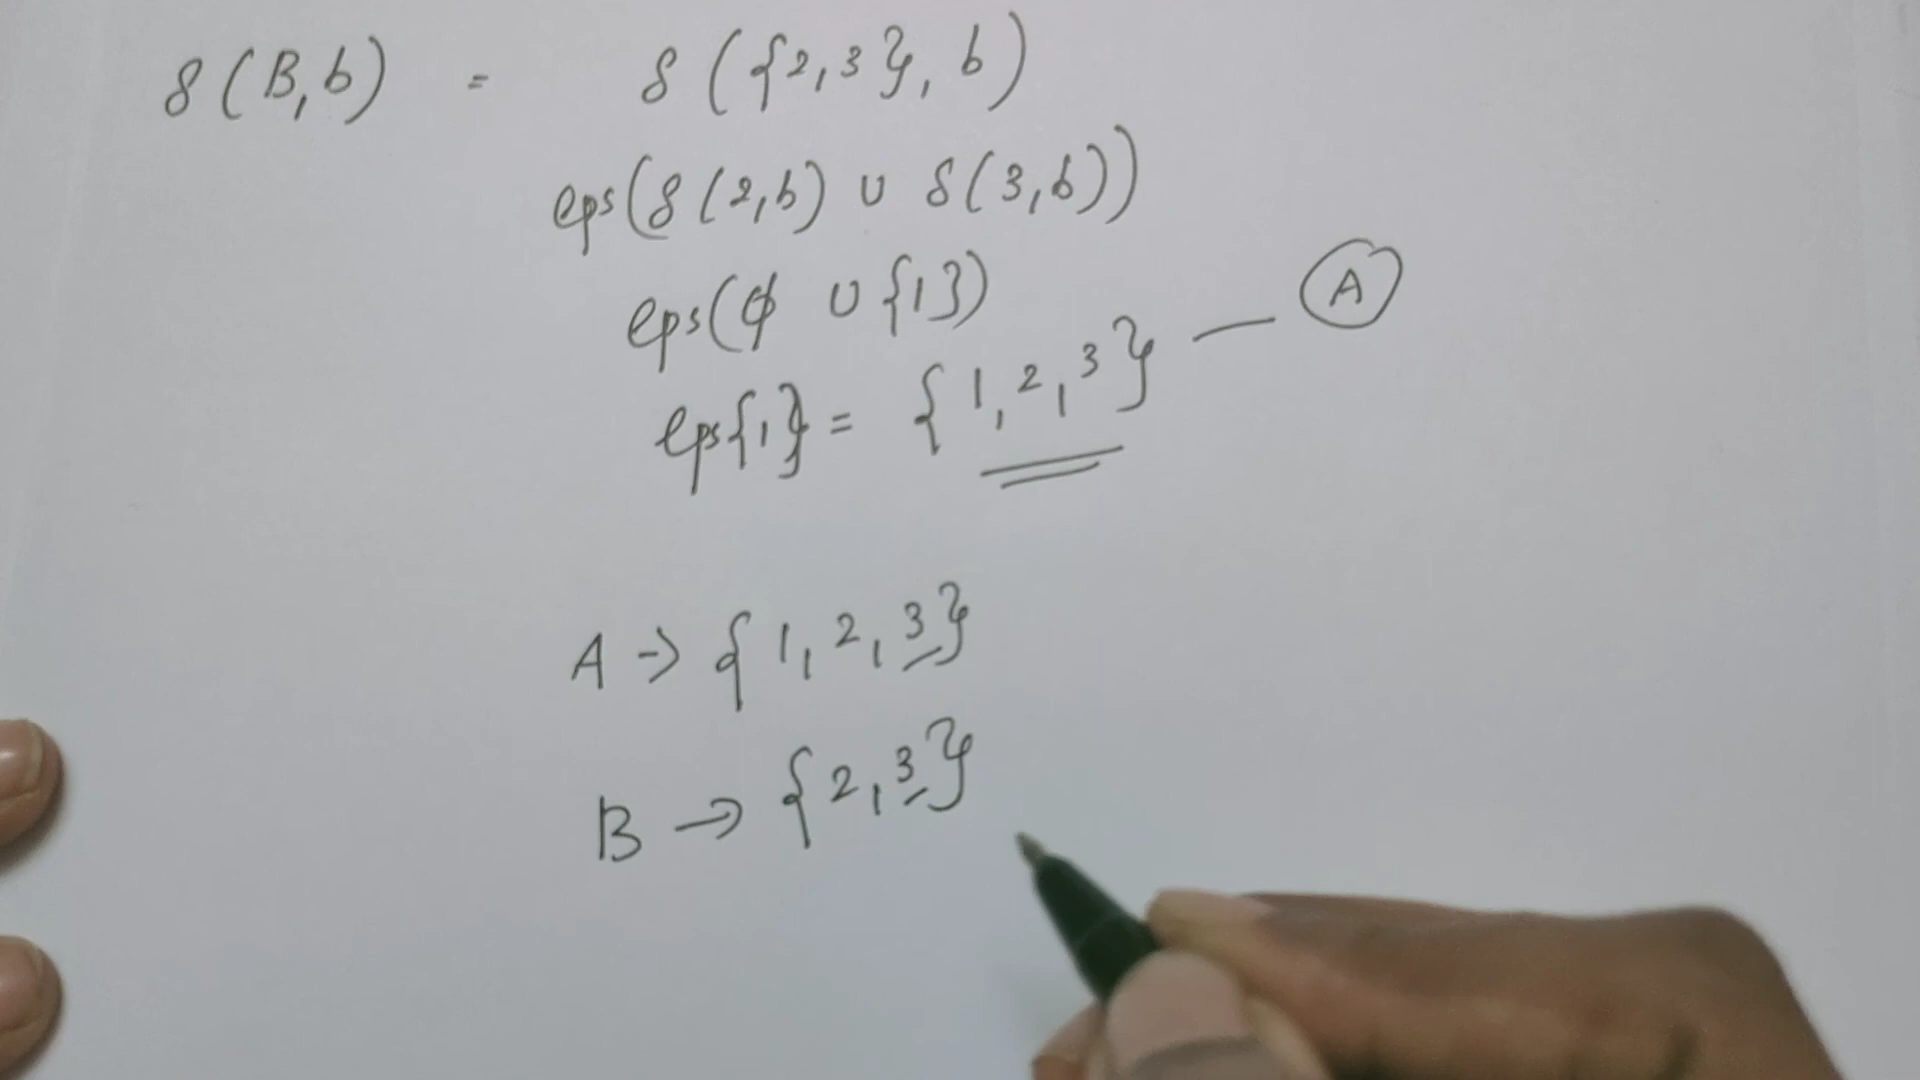 δ(B,b) = δ({2,3}, b)
eps(δ(2,b) ∪ δ(3,b))
eps(ϕ ∪ {1})
eps{1} = {1,2,3} — A
A -> {1,2,3}
B -> {2,3}